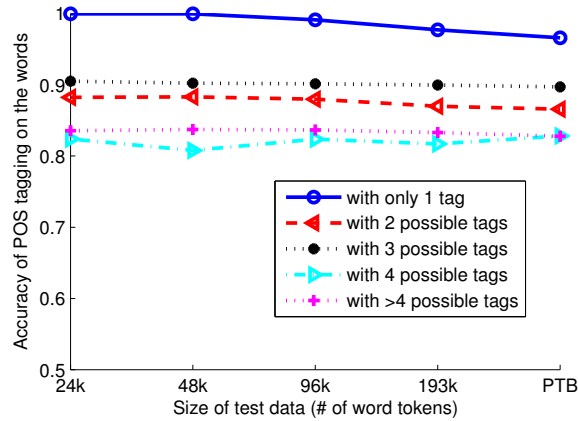 Accuracy of POS tagging on the words
1
0.9
0.8
0.7
0.6
0.5
with only 1 tag
with 2 possible tags
with 3 possible tags
with 4 possible tags
with >4 possible tags
24k 48k 96k 193k PTB
Size of test data (# of word tokens)